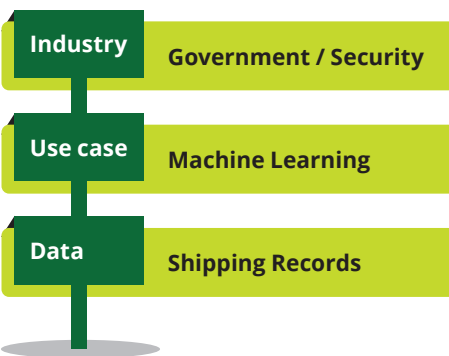 Industry
Government / Security
Use case
Machine Learning
Data
Shipping Records